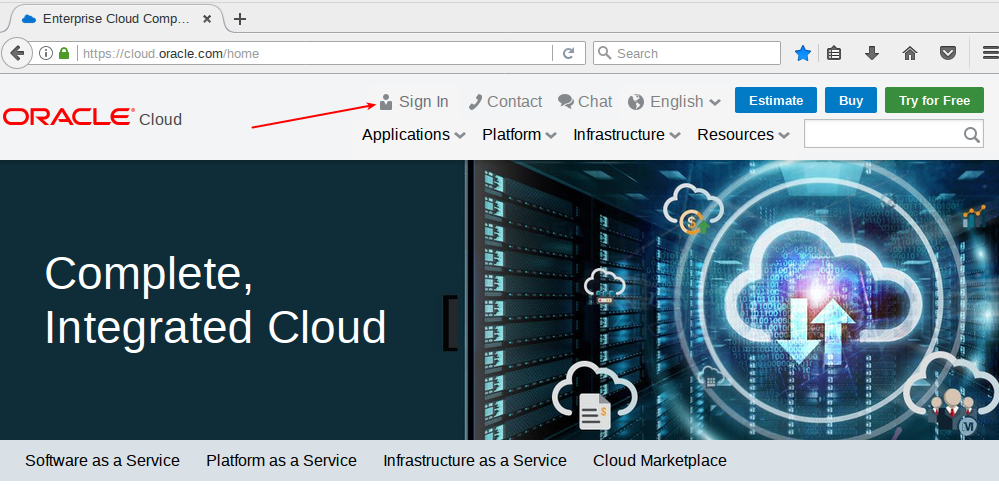 Enterprise Cloud Comp...
https://cloud.oracle.com/home
Search
Sign In Contact Chat English Estimate Buy Try for Free
ORACLE Cloud
Applications Platform Infrastructure Resources
Complete,
Integrated Cloud
Software as a Service Platform as a Service Infrastructure as a Service Cloud Marketplace